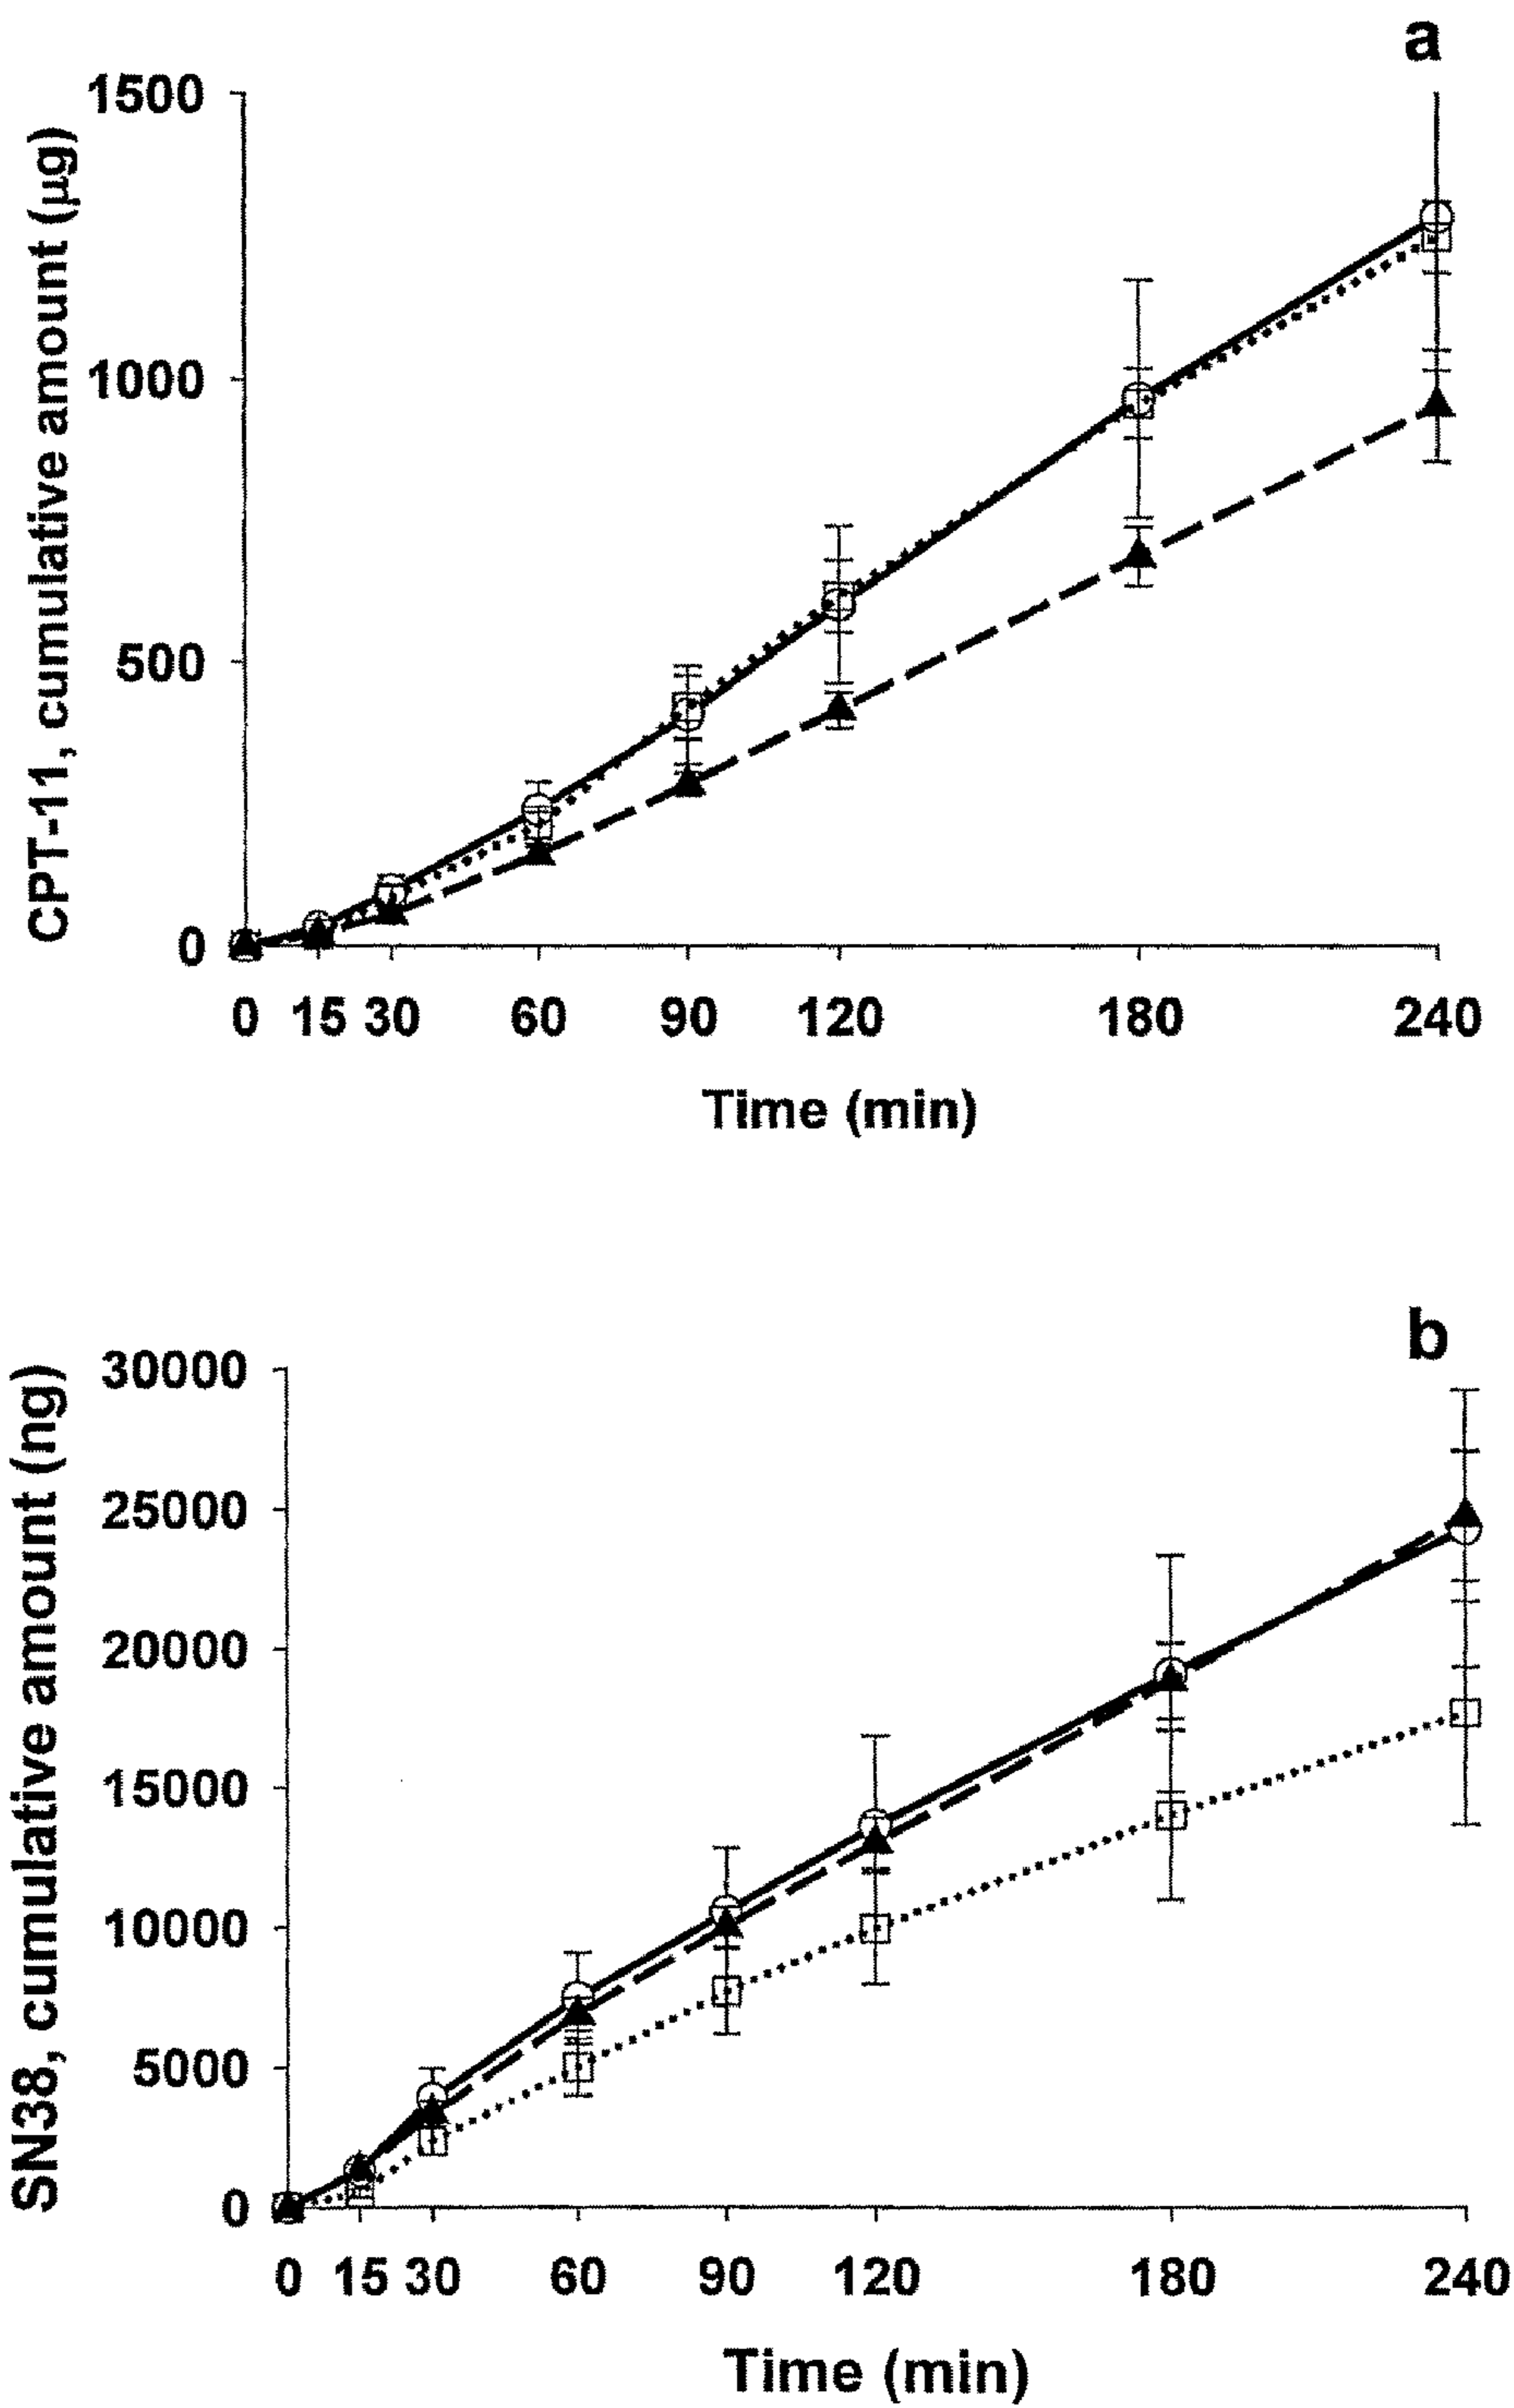 a
CPT-11, cumulative amount (µg)
1500
1000
500
0
0 15 30 60 90 120 180 240
Time (min)
b
SN38, cumulative amount (ng)
30000
25000
20000
15000
10000
5000
0
0 15 30 60 90 120 180 240
Time (min)